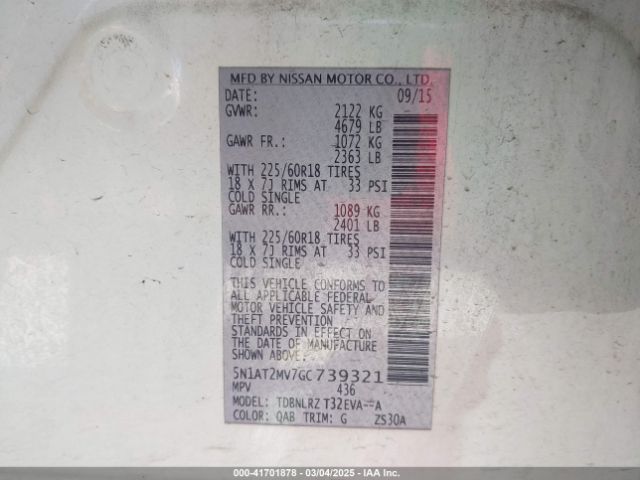 MFD BY NISSAN MOTOR CO., LTD.
DATE: 09/15
GVWR: 2122 KG
4679 LB
GAWR FR.: 1072 KG
2363 LB
WITH 225/60R18 TIRES
18 X 7J RIMS AT 33 PSI
COLD SINGLE
GAWR RR.: 1089 KG
2401 LB
WITH 225/60R18 TIRES
18 X 7J RIMS AT 33 PSI
COLD SINGLE
THIS VEHICLE CONFORMS TO
ALL APPLICABLE FEDERAL
MOTOR VEHICLE SAFETY AND
THEFT PREVENTION
STANDARDS IN EFFECT ON
THE DATE OF MANUFACTURE
5N1AT2MV7GC739321
MPV 436
MODEL: TDBNLRZ T32EVA--A
COLOR: QAB TRIM: G ZS30A
000-41701878 - 03/04/2025 - IAA Inc.